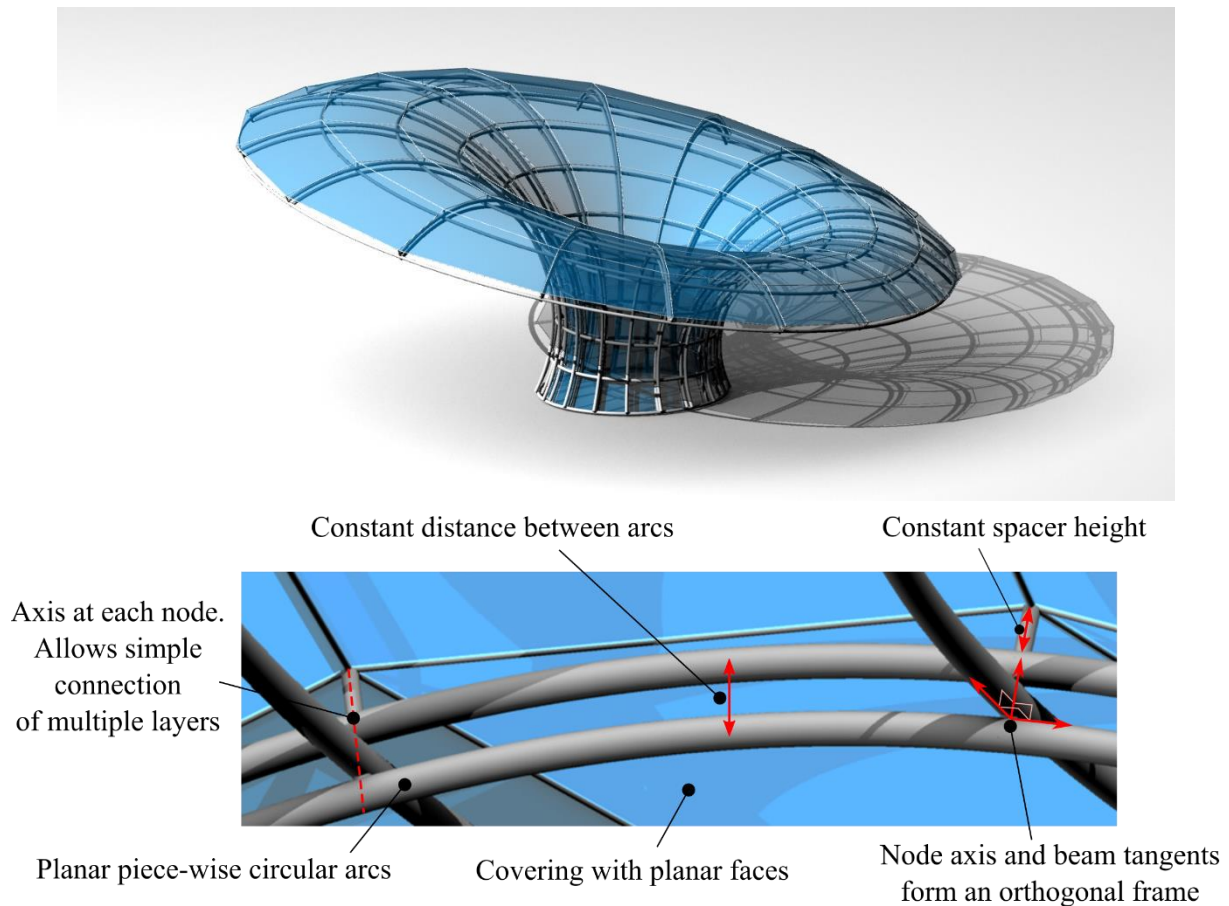 Constant distance between arcs
Constant spacer height
Axis at each node.
Allows simple
connection
of multiple layers
Planar piece-wise circular arcs
Covering with planar faces
Node axis and beam tangents
form an orthogonal frame